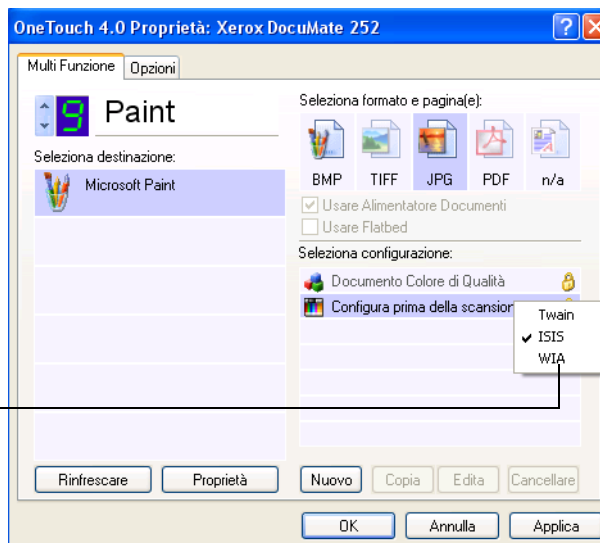 OneTouch 4.0 Proprietà: Xerox DocuMate 252
Multi Funzione
Opzioni
9
Paint
Seleziona destinazione:
Microsoft Paint
Seleziona formato e pagina(e):
BMP TIFF JPG PDF n/a
Usare Alimentatore Documenti
Usare Flatbed
Seleziona configurazione:
Documento Colore di Qualità
Configura prima della scansion
Twain
ISIS
WIA
Rinfrescare
Proprietà
Nuovo
Copia
Edita
Cancellare
OK
Annulla
Applica